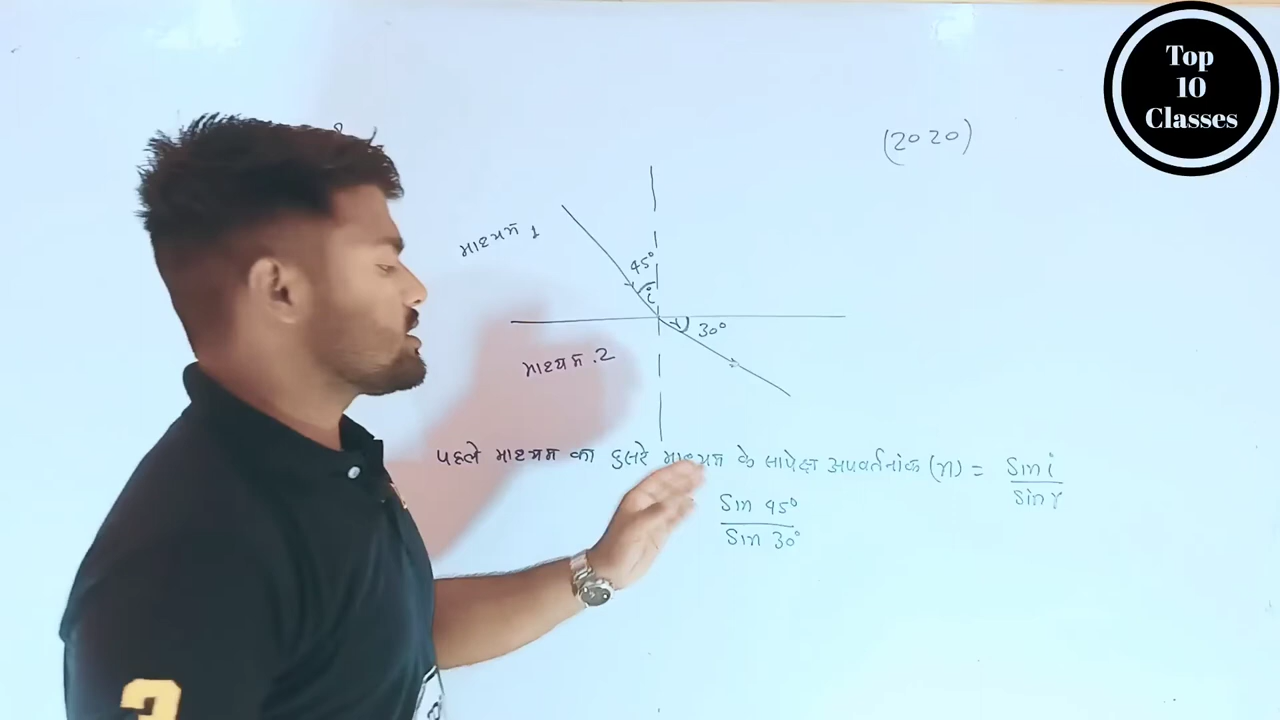 Top
10
Classes
(2020)
माध्यम 1
45°
i
30°
माध्यम .2
पहले माध्यम का दुसरे माध्यम के सापेक्ष अपवर्तनांक (n) = Sin i / Sin r
Sin 45° / Sin 30°